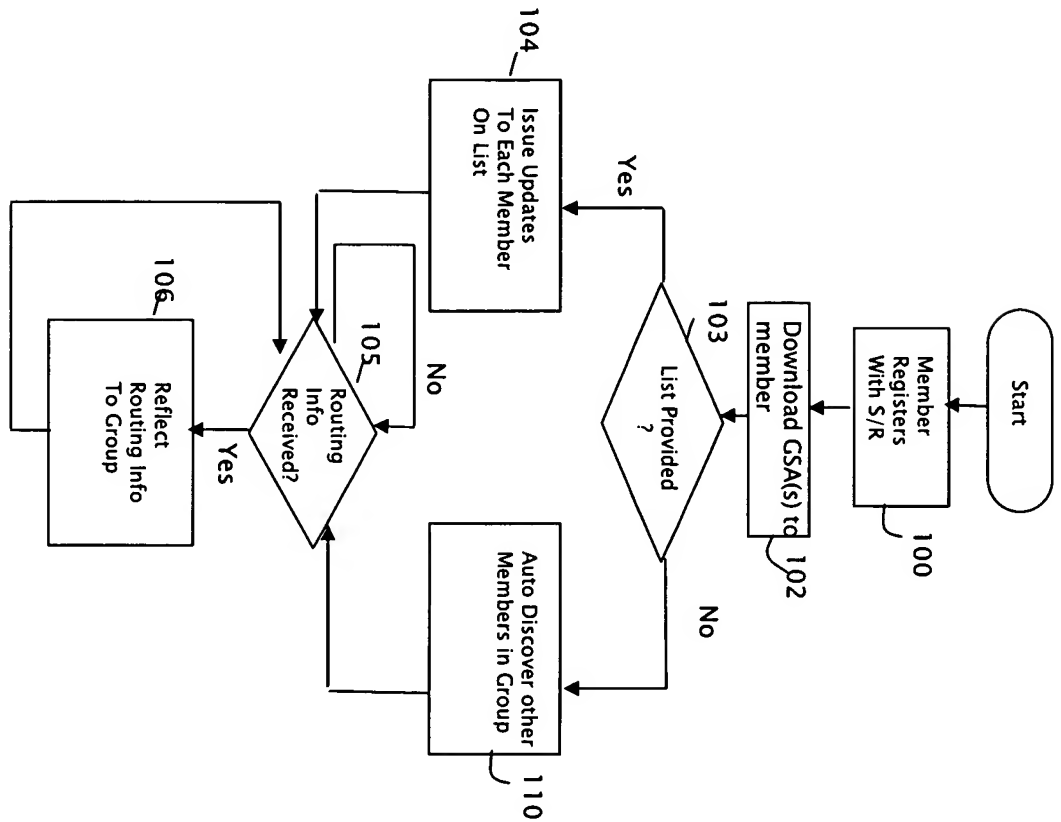 Start
Member
Registers
With S/R
100
Download GSA(s) to
member
102
103
List Provided
?
Yes
No
104
Issue Updates
To Each Member
On List
Auto Discover other
Members in Group
110
No
105
Routing
Info
Received?
Yes
106
Reflect
Routing Info
To Group